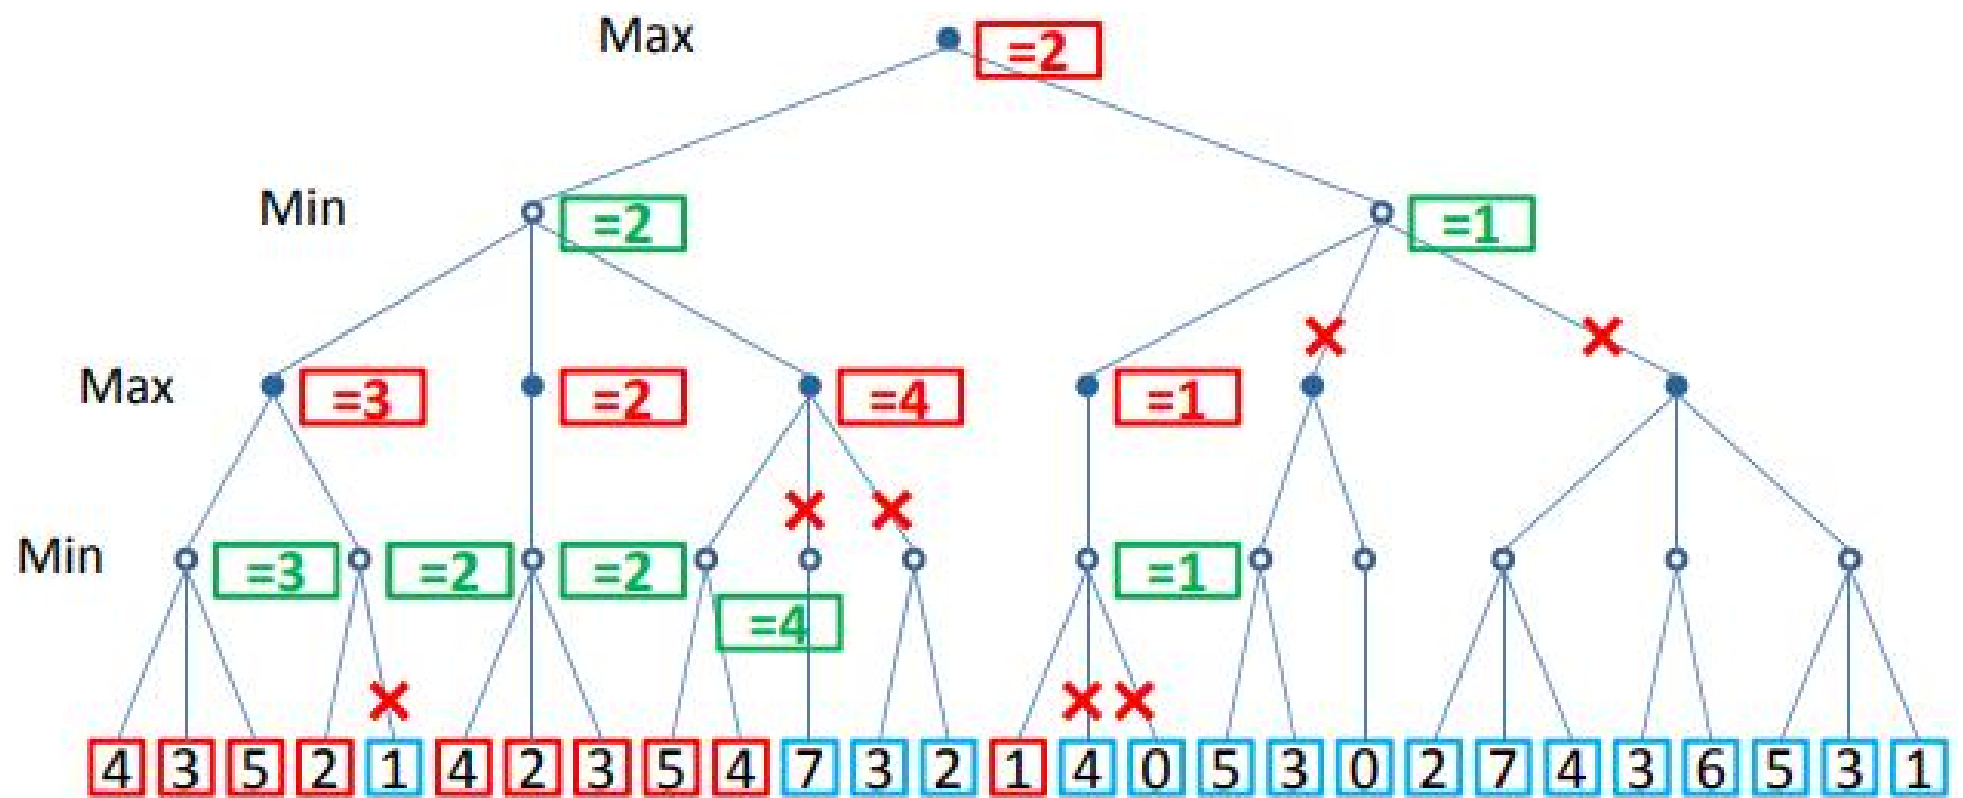 Max =2
Min =2 =1
Max =3 =2 =4 =1
Min =3 =2 =2 =1
=4
4 3 5 2 1 4 2 3 5 4 7 3 2 1 4 0 5 3 0 2 7 4 3 6 5 3 1